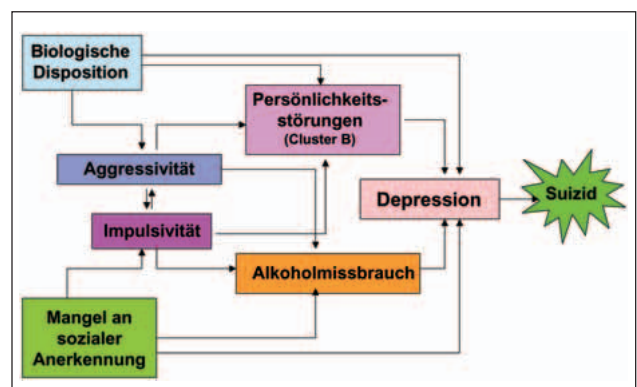 Biologische
Disposition
Persönlichkeits-
störungen
(Cluster B)
Aggressivität
Depression
Suizid
Impulsivität
Alkoholmissbrauch
Mangel an
sozialer
Anerkennung